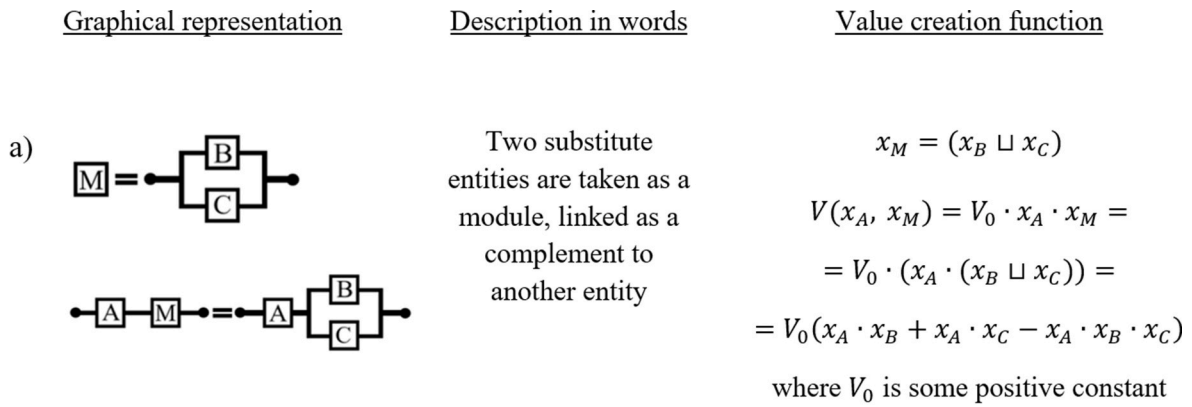 Graphical representation
Description in words
Value creation function
a)
M = B
C
A M = A B
C
Two substitute
entities are taken as a
module, linked as a
complement to
another entity
x_M = (x_B ⊔ x_C)
V(x_A, x_M) = V_0 · x_A · x_M =
= V_0 · (x_A · (x_B ⊔ x_C)) =
= V_0(x_A · x_B + x_A · x_C − x_A · x_B · x_C)
where V_0 is some positive constant